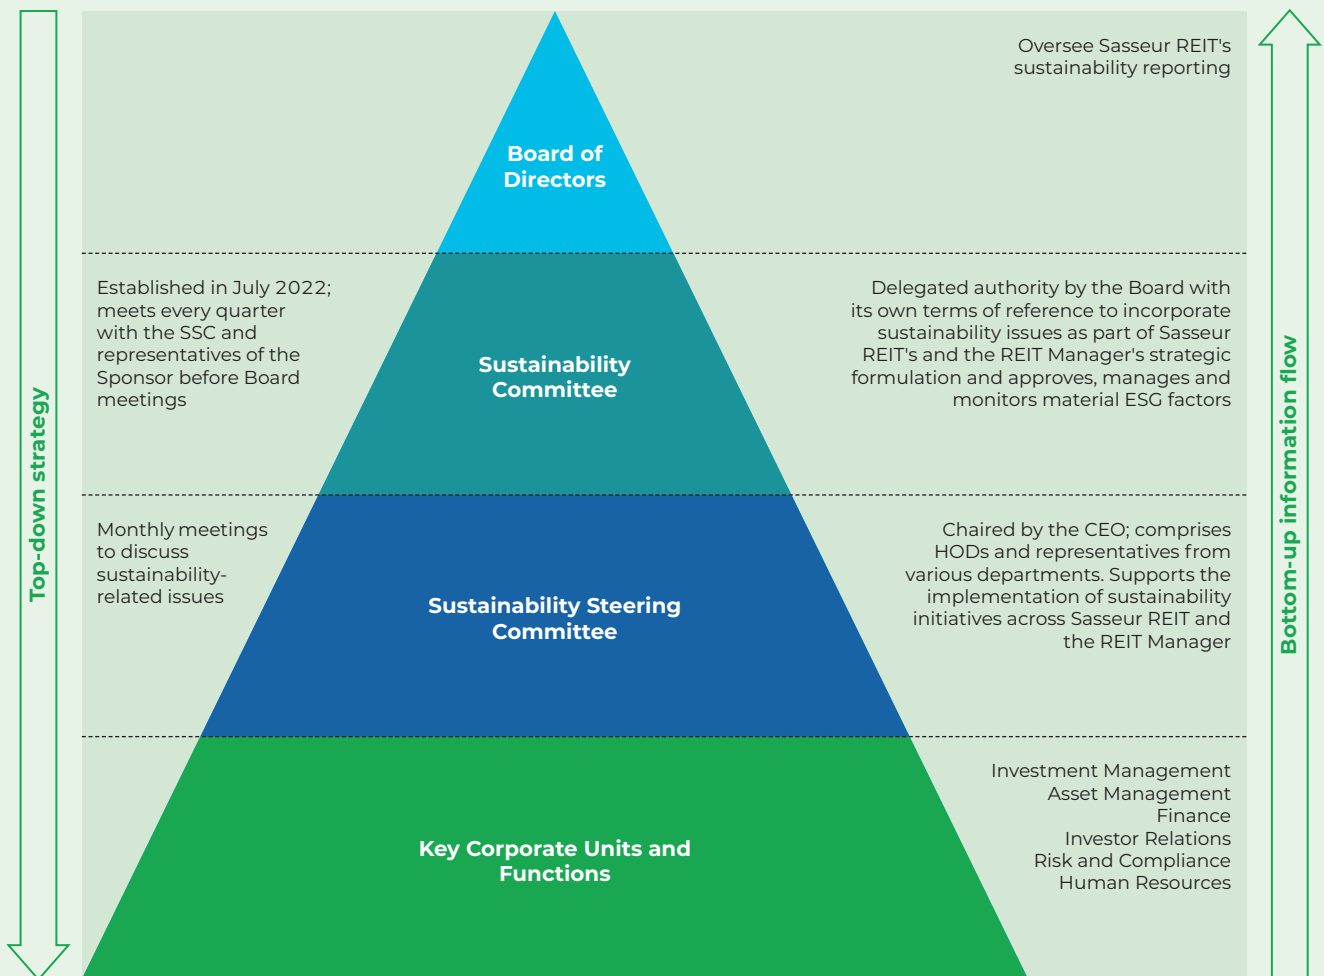 Top-down strategy
Oversee Sasseur REIT's
sustainability reporting
Board of
Directors
Established in July 2022;
meets every quarter
with the SSC and
representatives of the
Sponsor before Board
meetings
Sustainability
Committee
Delegated authority by the Board with
its own terms of reference to incorporate
sustainability issues as part of Sasseur
REIT's and the REIT Manager's strategic
formulation and approves, manages and
monitors material ESG factors
Monthly meetings
to discuss
sustainability-
related issues
Sustainability Steering
Committee
Chaired by the CEO; comprises
HODs and representatives from
various departments. Supports the
implementation of sustainability
initiatives across Sasseur REIT and
the REIT Manager
Key Corporate Units and
Functions
Investment Management
Asset Management
Finance
Investor Relations
Risk and Compliance
Human Resources
Bottom-up information flow